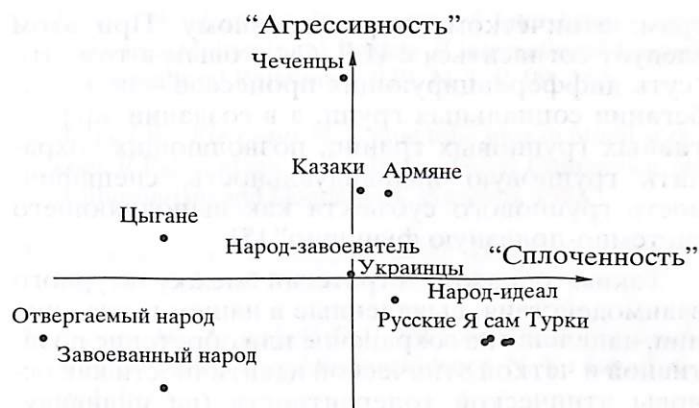 “Агрессивность”
Чеченцы
Казаки Армяне
Цыгане
Народ-завоеватель
“Сплоченность”
Украинцы
Народ-идеал
Отвергаемый народ
Русские Я сам Турки
Завоеванный народ